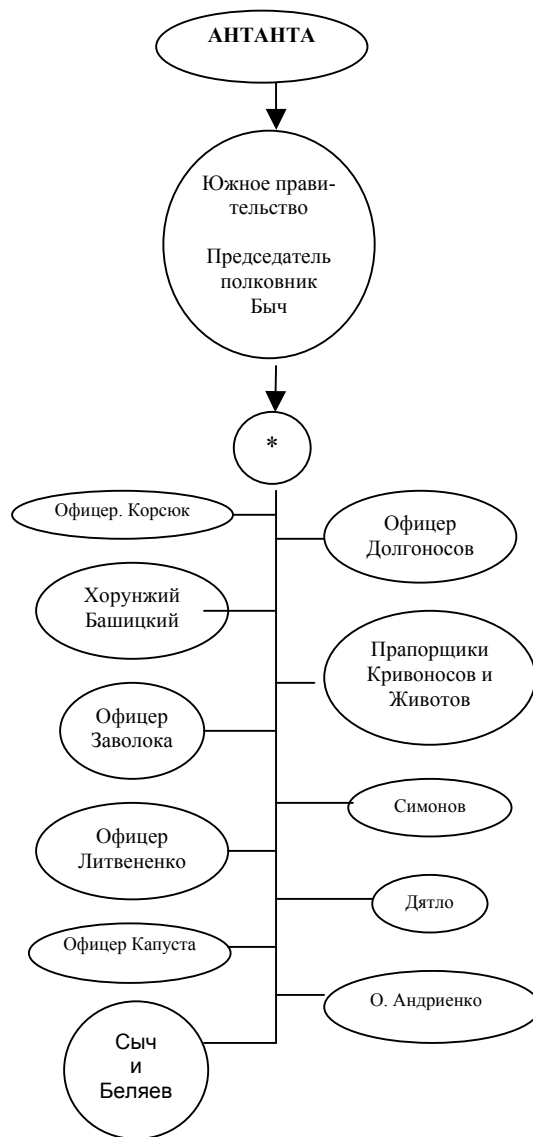 АНТАНТА
Южное прави-
тельство
Председатель
полковник
Быч
*
Офицер. Корсюк
Офицер
Долгоносов
Хорунжий
Башицкий
Прапорщики
Кривоносов и
Животов
Офицер
Заволока
Симонов
Офицер
Литвененко
Дятло
Офицер Капуста
О. Андриенко
Сыч
и
Беляев